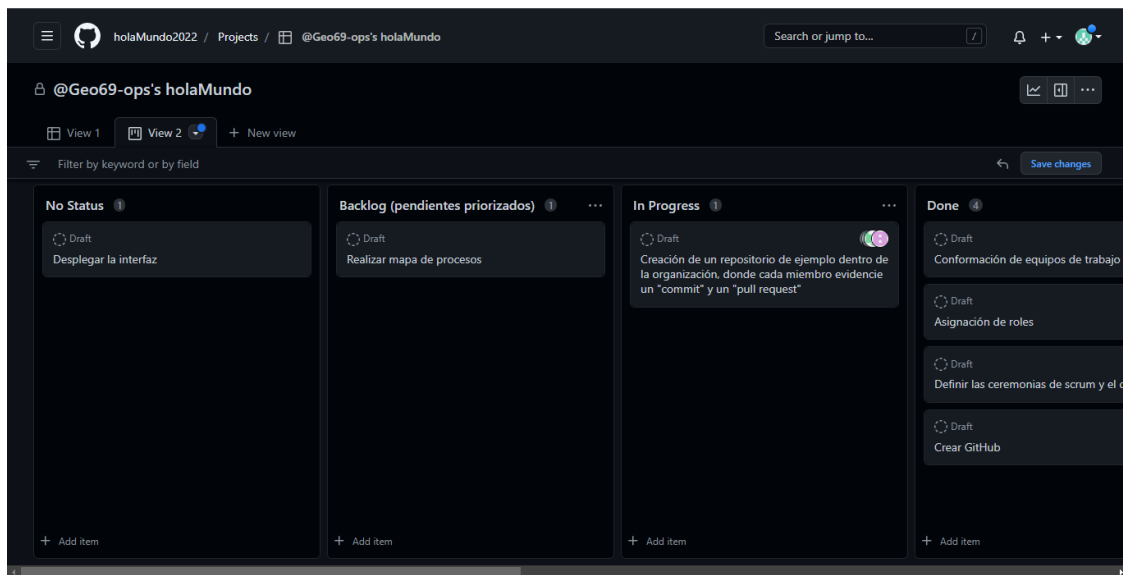 holaMundo2022 / Projects / @Geo69-ops's holaMundo
Search or jump to... /
@Geo69-ops's holaMundo
View 1
View 2
+ New view
Filter by keyword or by field
Save changes
No Status 1
Draft
Desplegar la interfaz
+ Add item
Backlog (pendientes priorizados) 1 ...
Draft
Realizar mapa de procesos
+ Add item
In Progress 1 ...
Draft
Creación de un repositorio de ejemplo dentro de
la organización, donde cada miembro evidencie
un "commit" y un "pull request"
+ Add item
Done 4
Draft
Conformación de equipos de trabajo
Draft
Asignación de roles
Draft
Definir las ceremonias de scrum y el
Draft
Crear GitHub
+ Add item